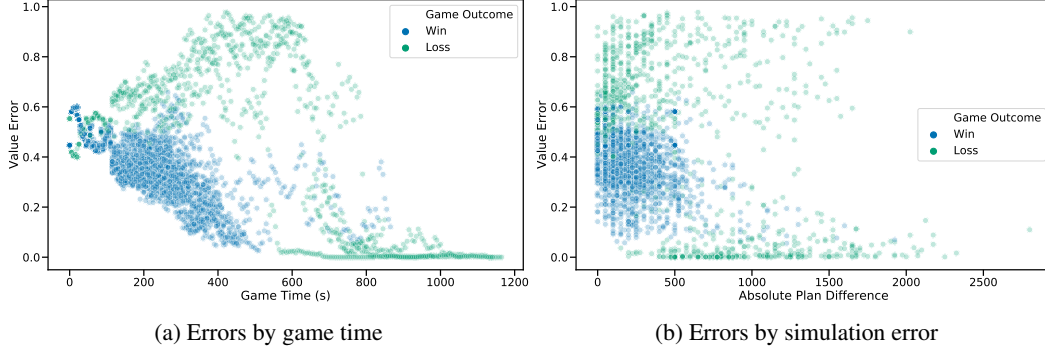 1.0
0.8
0.6
0.4
0.2
0.0
Value Error
0 200 400 600 800 1000 1200
Game Time (s)
Game Outcome
Win
Loss
(a) Errors by game time
1.0
0.8
0.6
0.4
0.2
0.0
Value Error
0 500 1000 1500 2000 2500
Absolute Plan Difference
Game Outcome
Win
Loss
(b) Errors by simulation error